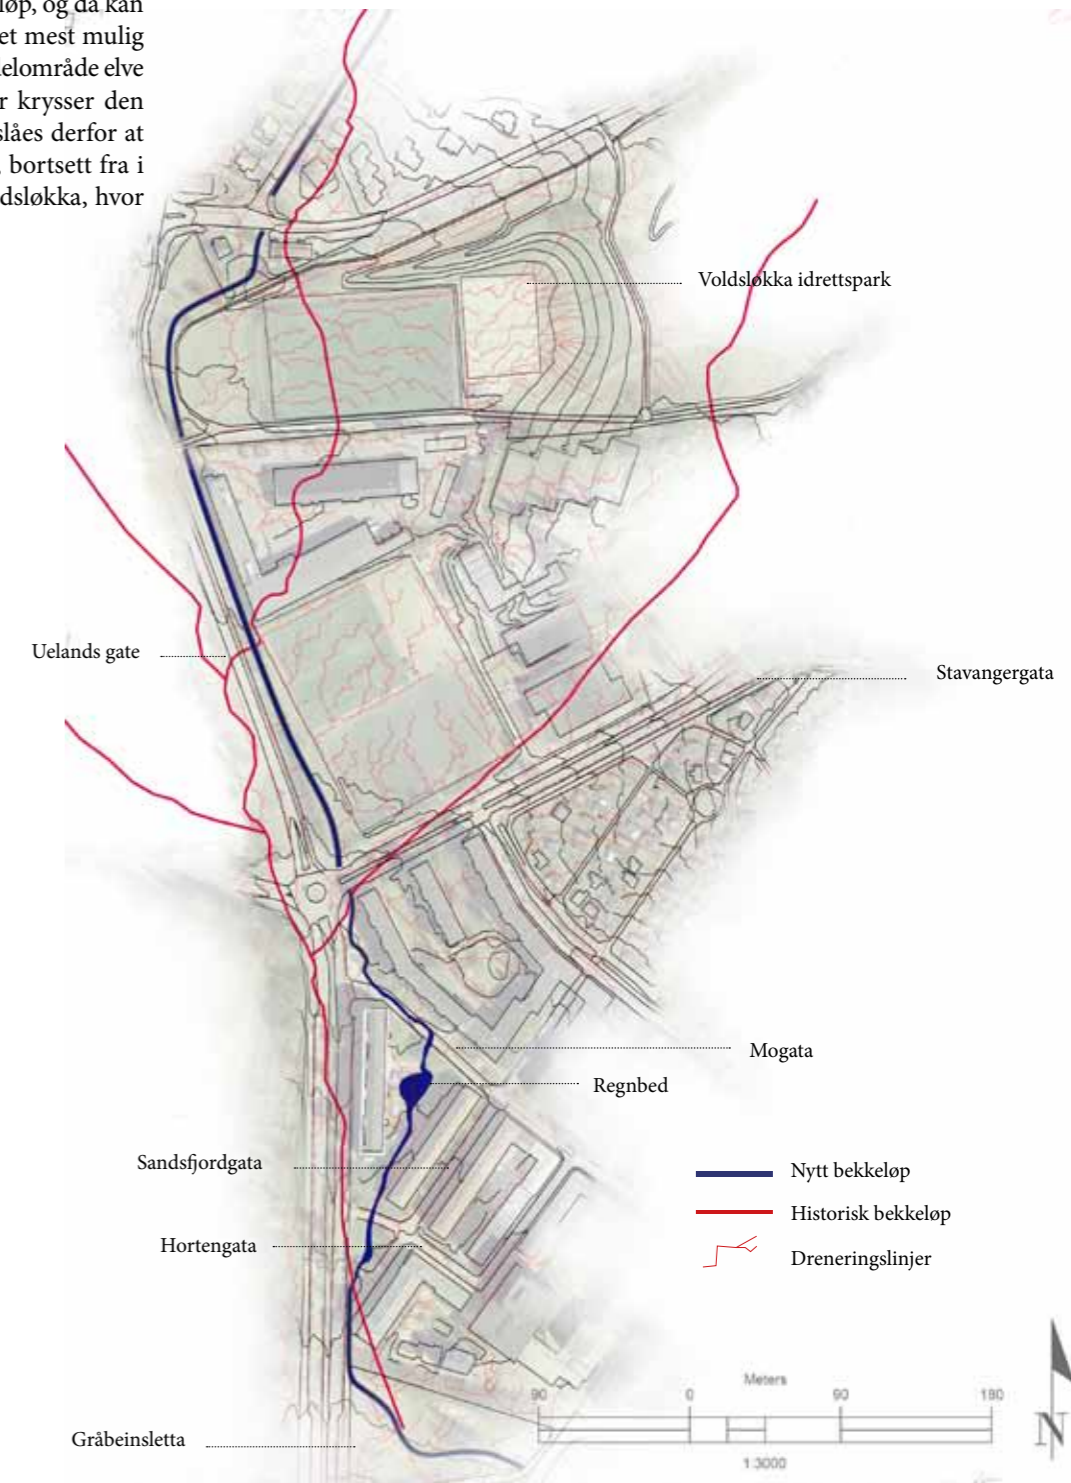 løp, og da kan
et mest mulig
delområde elve
r krysser den
slåes derfor at
, bortsett fra i
dsløkka, hvor
Voldsløkka idrettspark
Uelands gate
Stavangergata
Mogata
Regnbed
Sandsfjordgata
Hortengata
Gråbeinsletta
Nytt bekkeløp
Historisk bekkeløp
Dreneringslinjer
Meters
90 0 90 180
1:3000
N